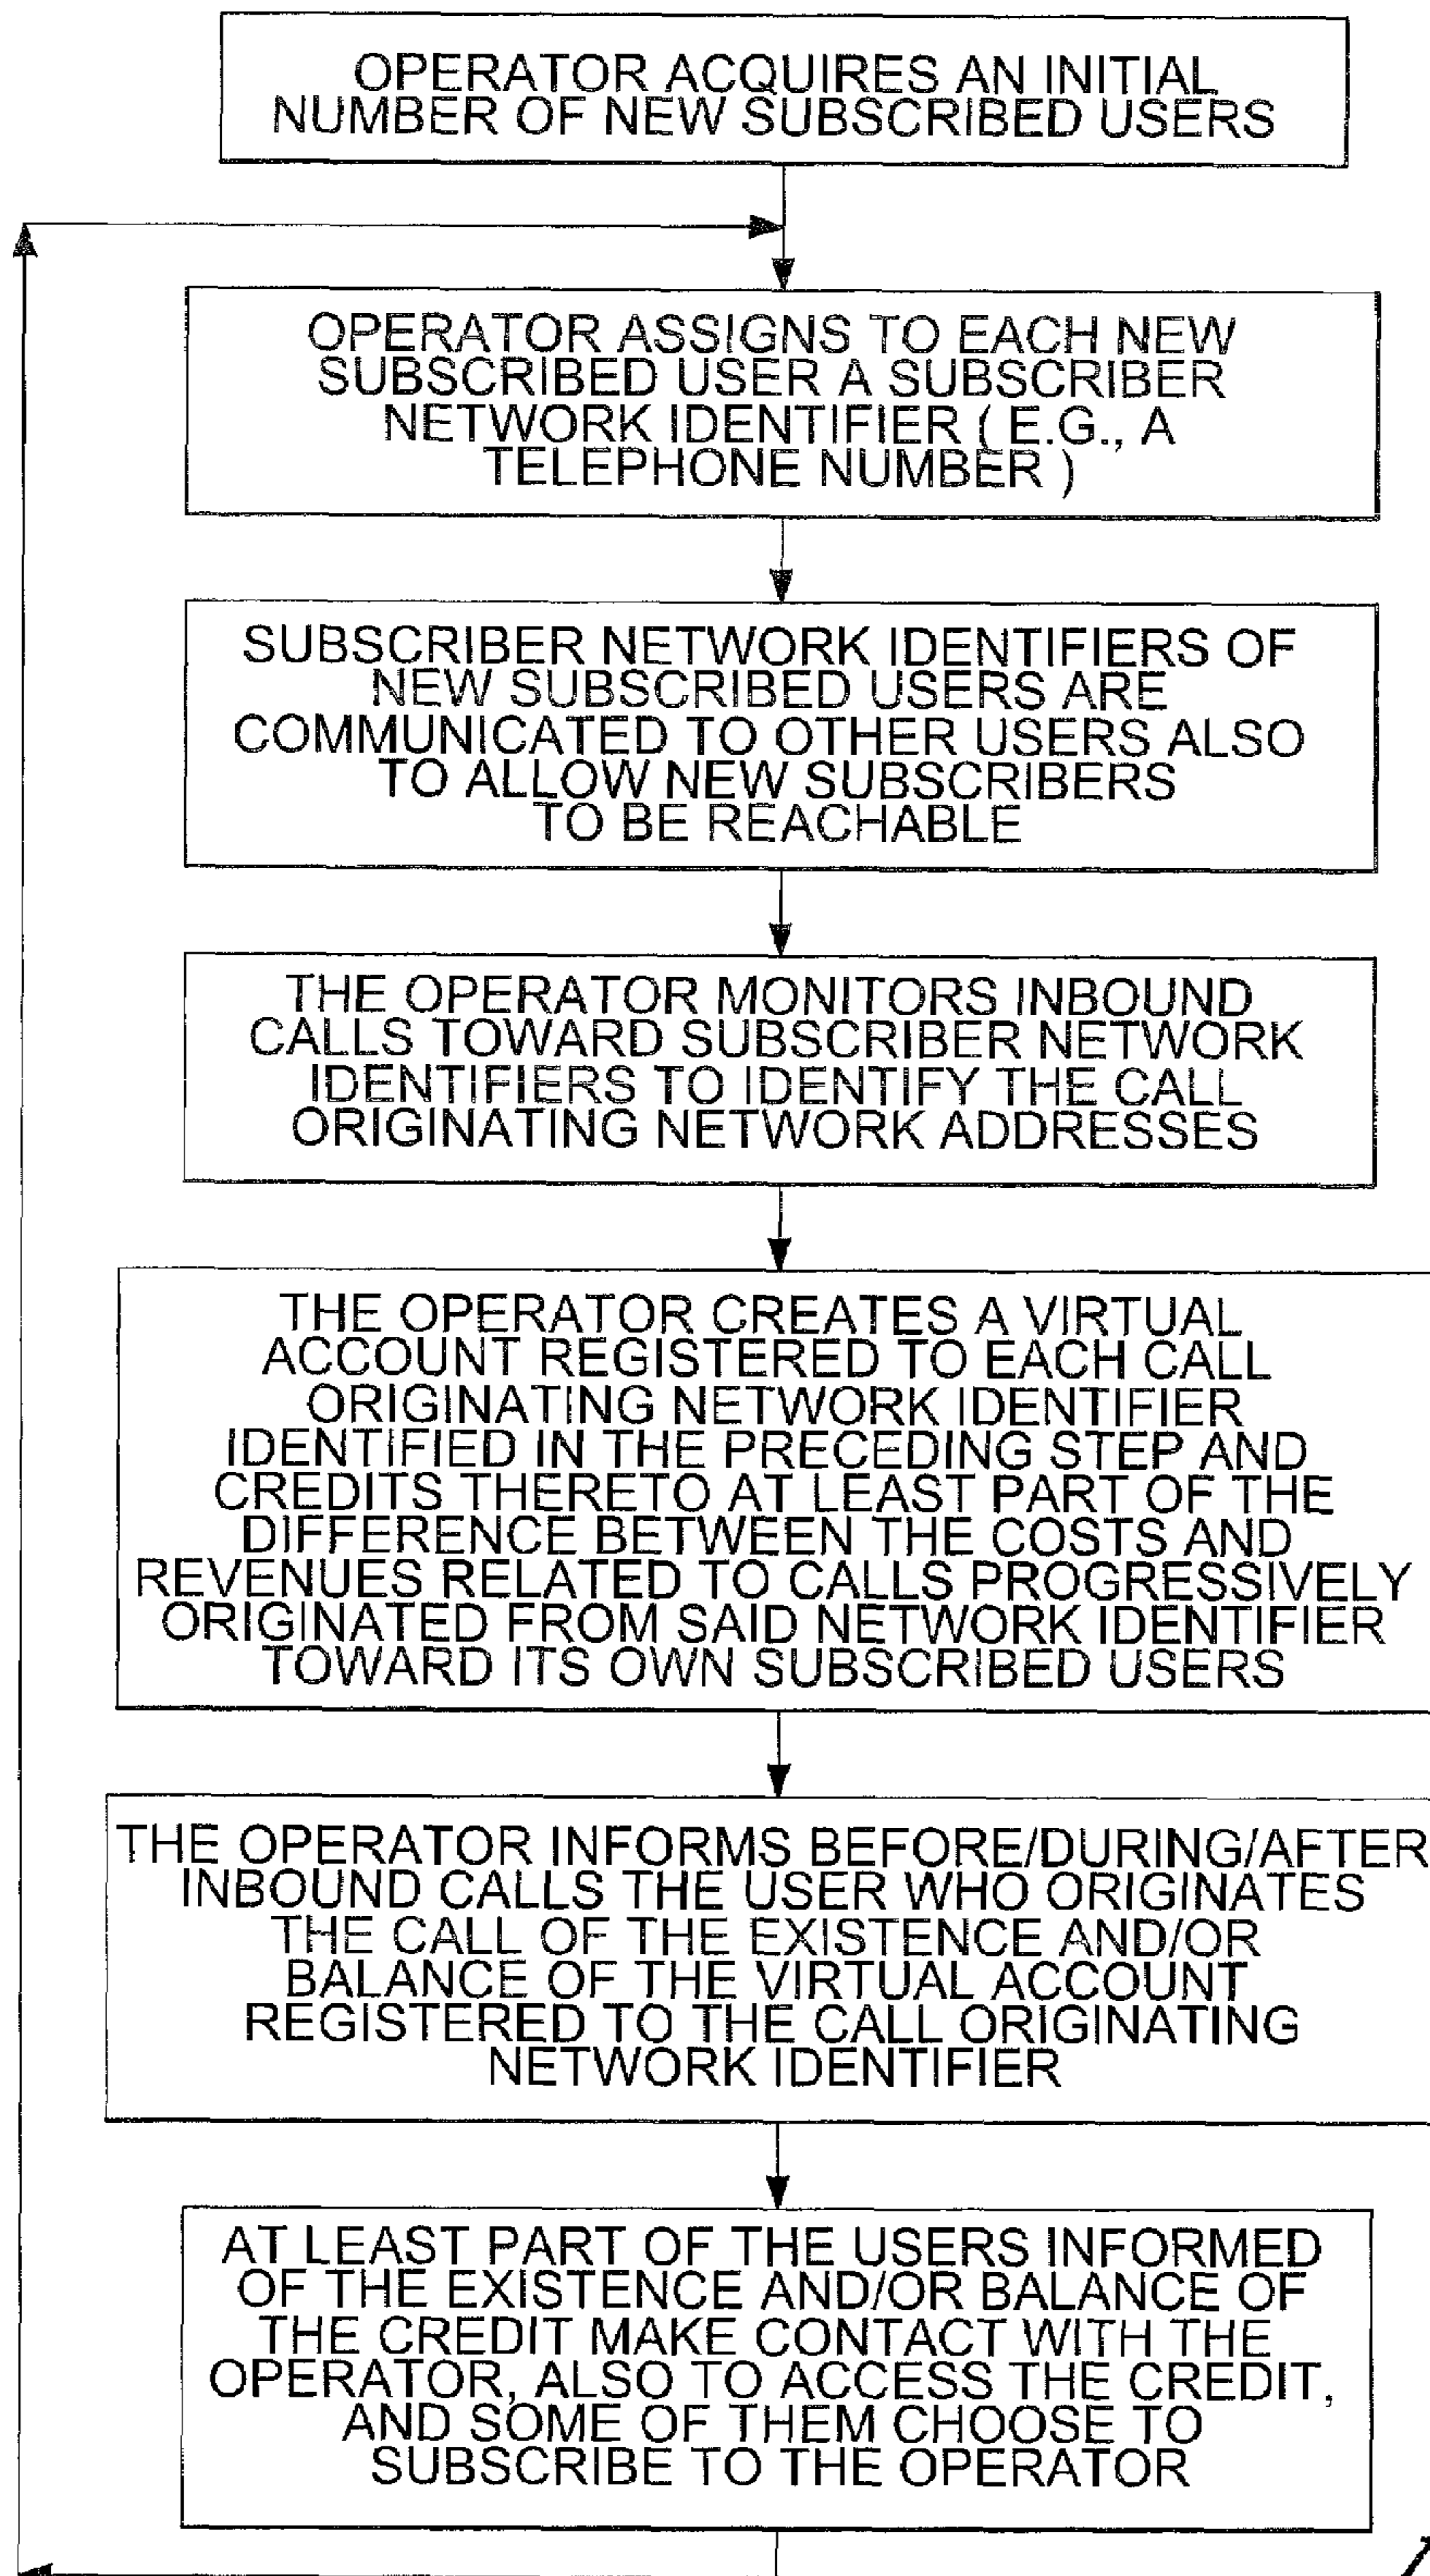 OPERATOR ACQUIRES AN INITIAL
NUMBER OF NEW SUBSCRIBED USERS
OPERATOR ASSIGNS TO EACH NEW
SUBSCRIBED USER A SUBSCRIBER
NETWORK IDENTIFIER ( E.G., A
TELEPHONE NUMBER )
SUBSCRIBER NETWORK IDENTIFIERS OF
NEW SUBSCRIBED USERS ARE
COMMUNICATED TO OTHER USERS ALSO
TO ALLOW NEW SUBSCRIBERS
TO BE REACHABLE
THE OPERATOR MONITORS INBOUND
CALLS TOWARD SUBSCRIBER NETWORK
IDENTIFIERS TO IDENTIFY THE CALL
ORIGINATING NETWORK ADDRESSES
THE OPERATOR CREATES A VIRTUAL
ACCOUNT REGISTERED TO EACH CALL
ORIGINATING NETWORK IDENTIFIER
IDENTIFIED IN THE PRECEDING STEP AND
CREDITS THERETO AT LEAST PART OF THE
DIFFERENCE BETWEEN THE COSTS AND
REVENUES RELATED TO CALLS PROGRESSIVELY
ORIGINATED FROM SAID NETWORK IDENTIFIER
TOWARD ITS OWN SUBSCRIBED USERS
THE OPERATOR INFORMS BEFORE/DURING/AFTER
INBOUND CALLS THE USER WHO ORIGINATES
THE CALL OF THE EXISTENCE AND/OR
BALANCE OF THE VIRTUAL ACCOUNT
REGISTERED TO THE CALL ORIGINATING
NETWORK IDENTIFIER
AT LEAST PART OF THE USERS INFORMED
OF THE EXISTENCE AND/OR BALANCE OF
THE CREDIT MAKE CONTACT WITH THE
OPERATOR, ALSO TO ACCESS THE CREDIT,
AND SOME OF THEM CHOOSE TO
SUBSCRIBE TO THE OPERATOR